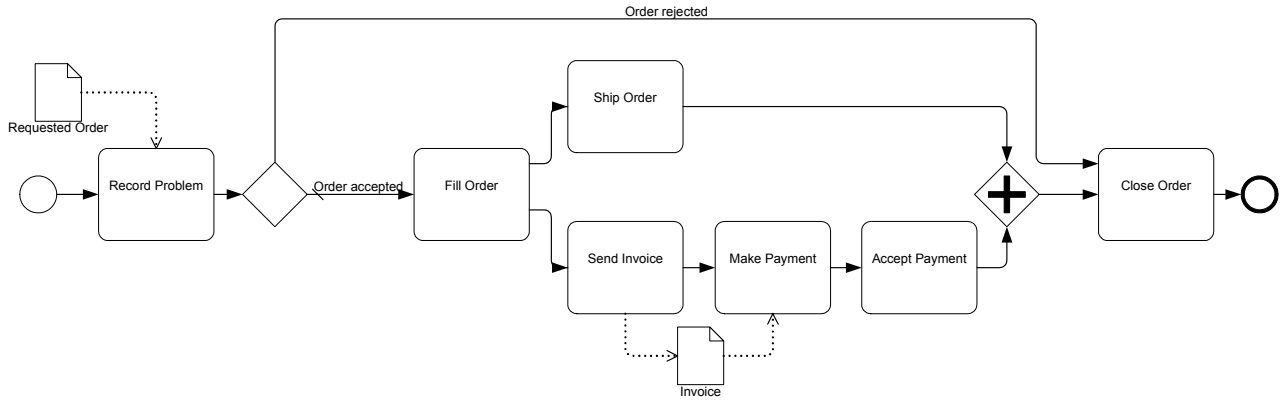 Order rejected
Ship Order
Requested Order
Record Problem
Order accepted
Fill Order
Close Order
Send Invoice
Make Payment
Accept Payment
Invoice